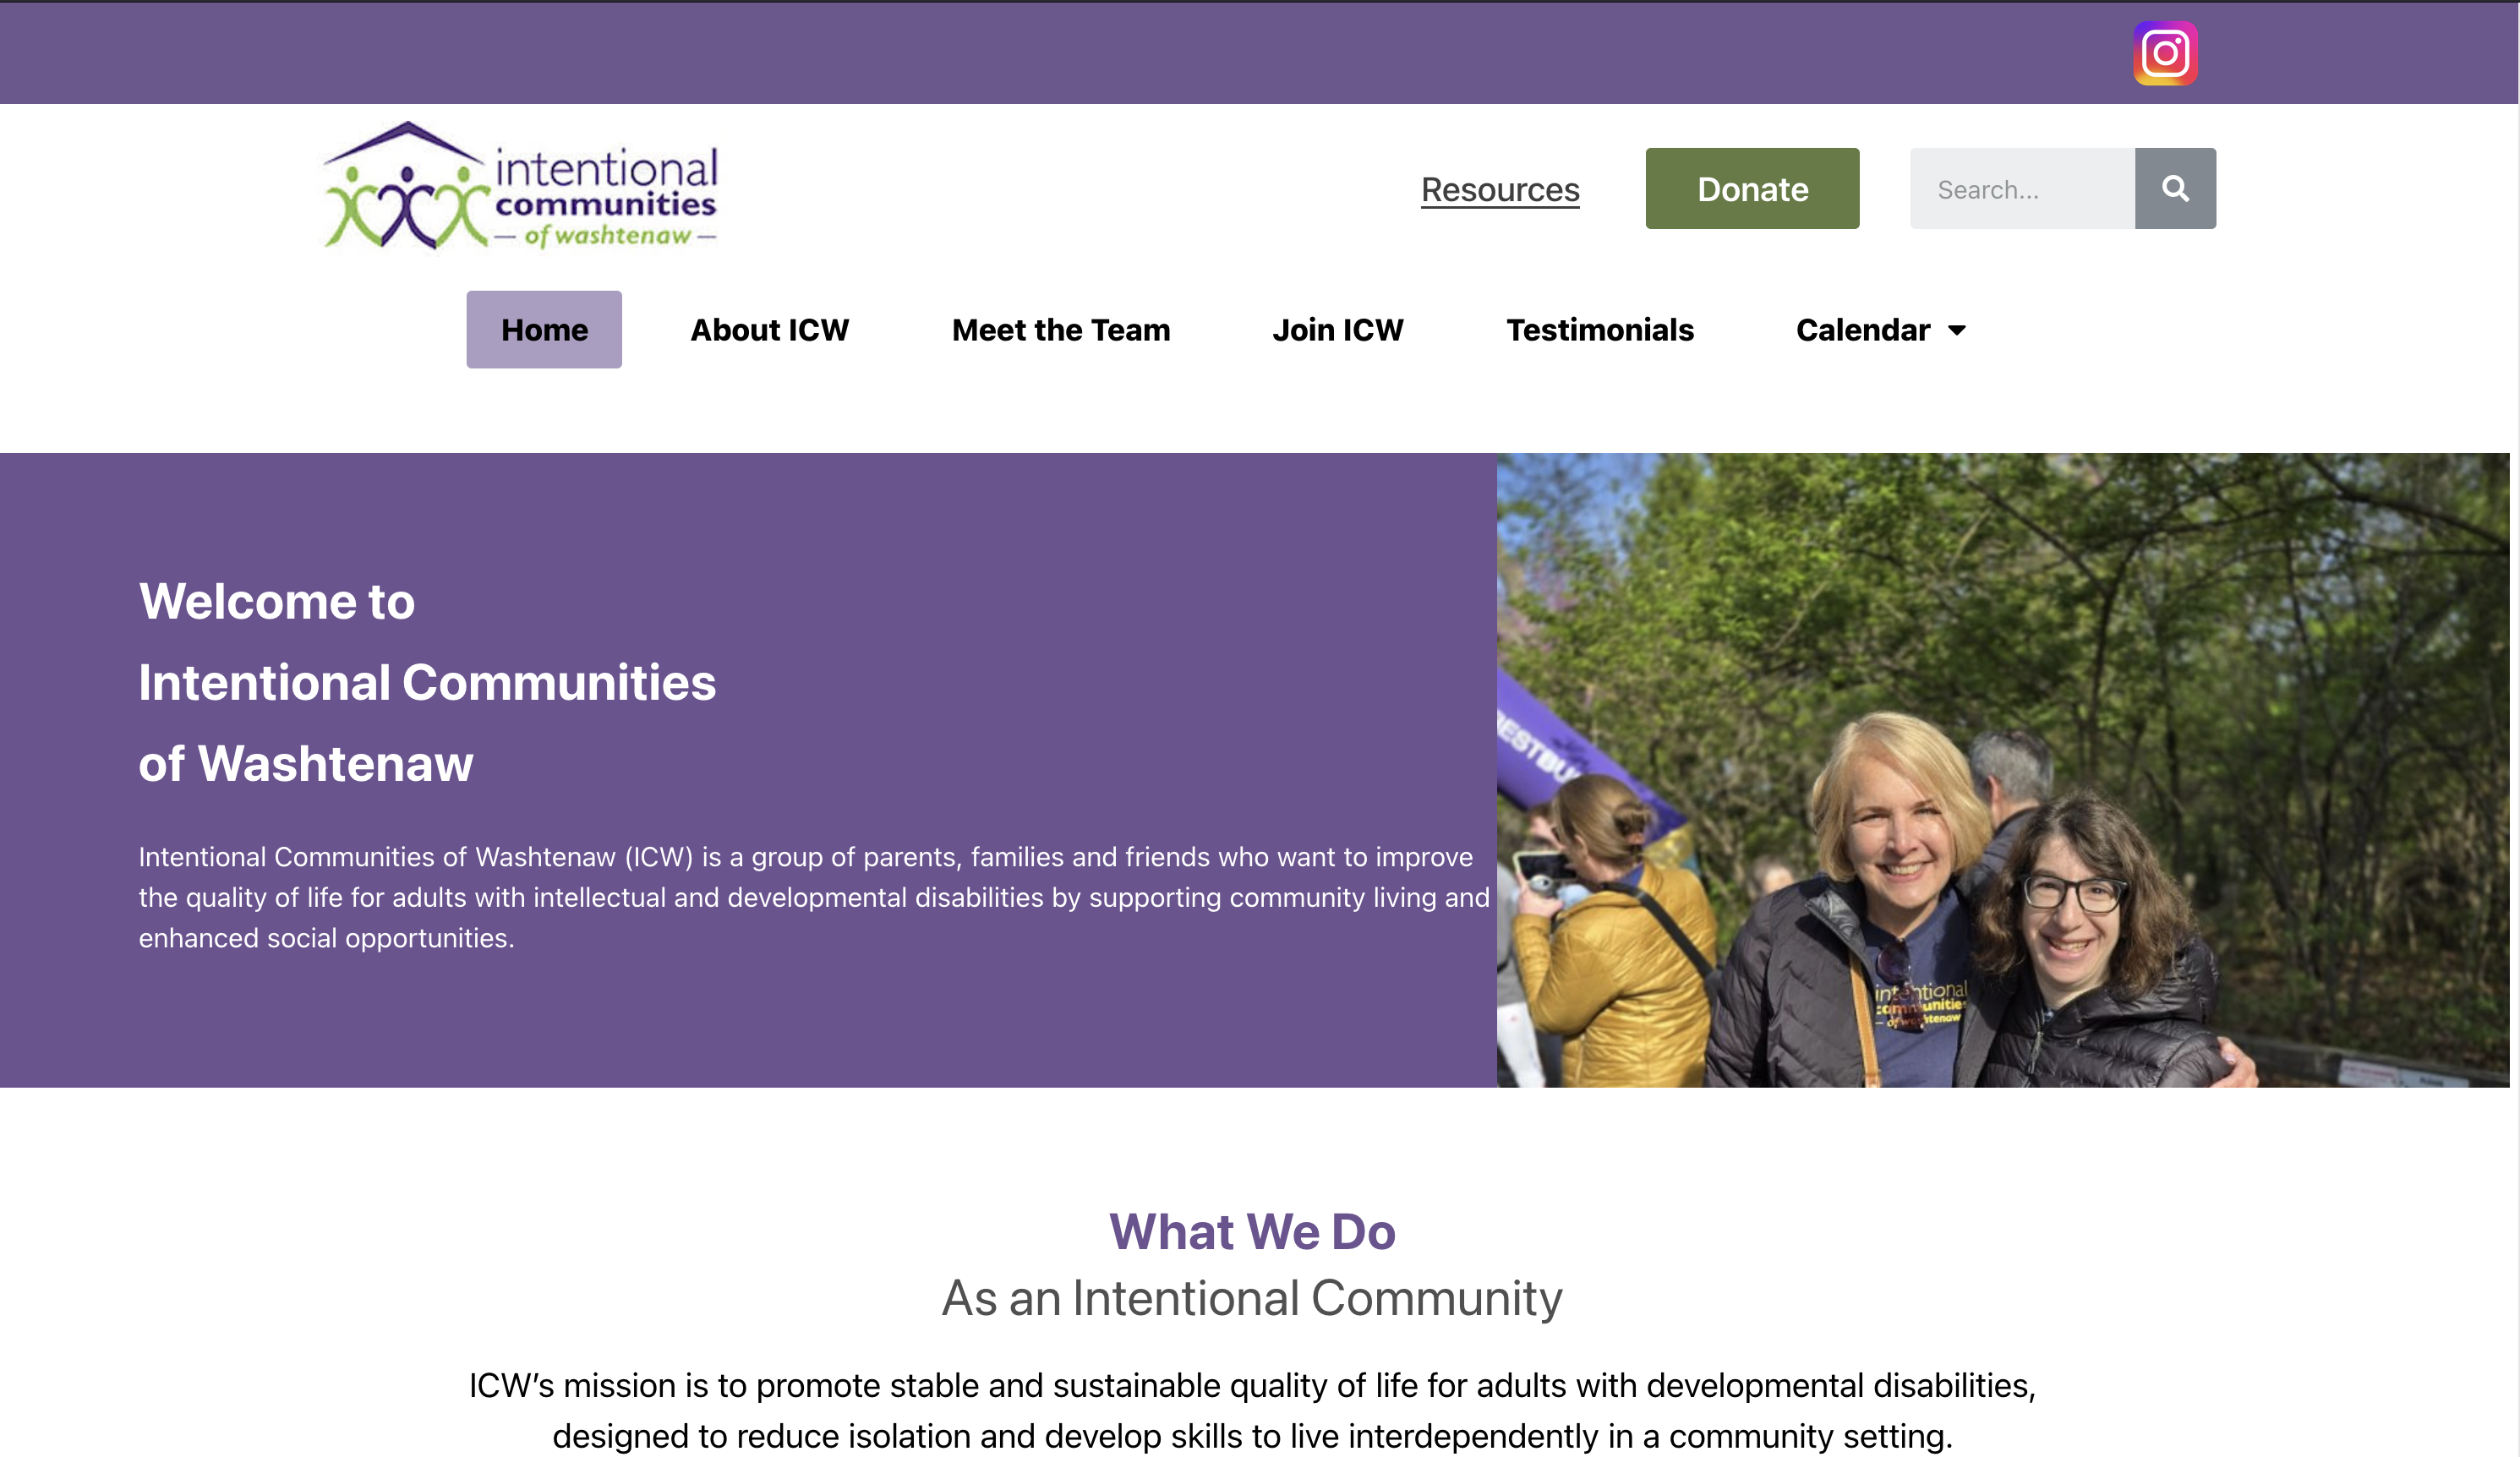 intentional
communities
– of washtenaw –
Resources
Donate
Search...
Home
About ICW
Meet the Team
Join ICW
Testimonials
Calendar
Welcome to
Intentional Communities
of Washtenaw
Intentional Communities of Washtenaw (ICW) is a group of parents, families and friends who want to improve
the quality of life for adults with intellectual and developmental disabilities by supporting community living and
enhanced social opportunities.
intentional
communities
– of washtenaw
What We Do
As an Intentional Community
ICW’s mission is to promote stable and sustainable quality of life for adults with developmental disabilities,
designed to reduce isolation and develop skills to live interdependently in a community setting.